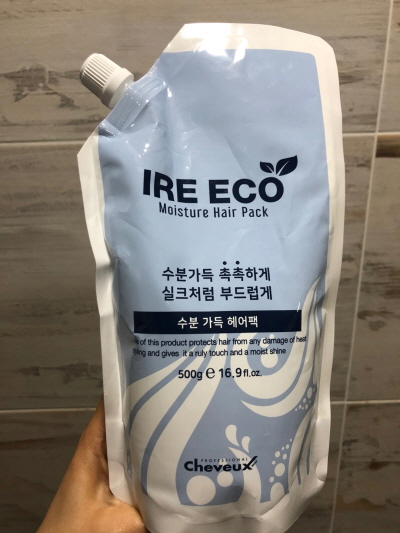 IRE ECO
Moisture Hair Pack
수분가득 촉촉하게
실크처럼 부드럽게
수분 가득 헤어팩
of this product protects hair from any damage of heat
and gives it a ruly touch and a moist shine
500g e 16.9fl.oz.
PROFESSIONAL
Cheveux